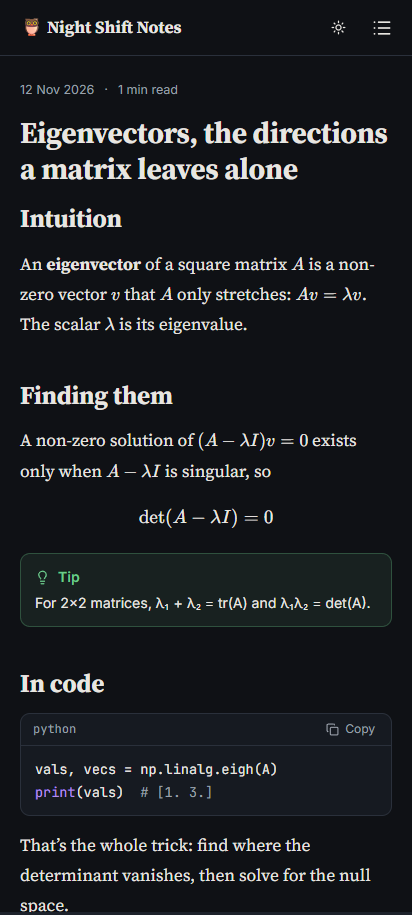 Night Shift Notes
12 Nov 2026 · 1 min read
Eigenvectors, the directions
a matrix leaves alone
Intuition
An eigenvector of a square matrix A is a non-
zero vector v that A only stretches: Av = λv.
The scalar λ is its eigenvalue.
Finding them
A non-zero solution of (A − λI)v = 0 exists
only when A − λI is singular, so
det(A − λI) = 0
Tip
For 2×2 matrices, λ₁ + λ₂ = tr(A) and λ₁λ₂ = det(A).
In code
python Copy
vals, vecs = np.linalg.eigh(A)
print(vals)  # [1. 3.]
That’s the whole trick: find where the
determinant vanishes, then solve for the null
space.